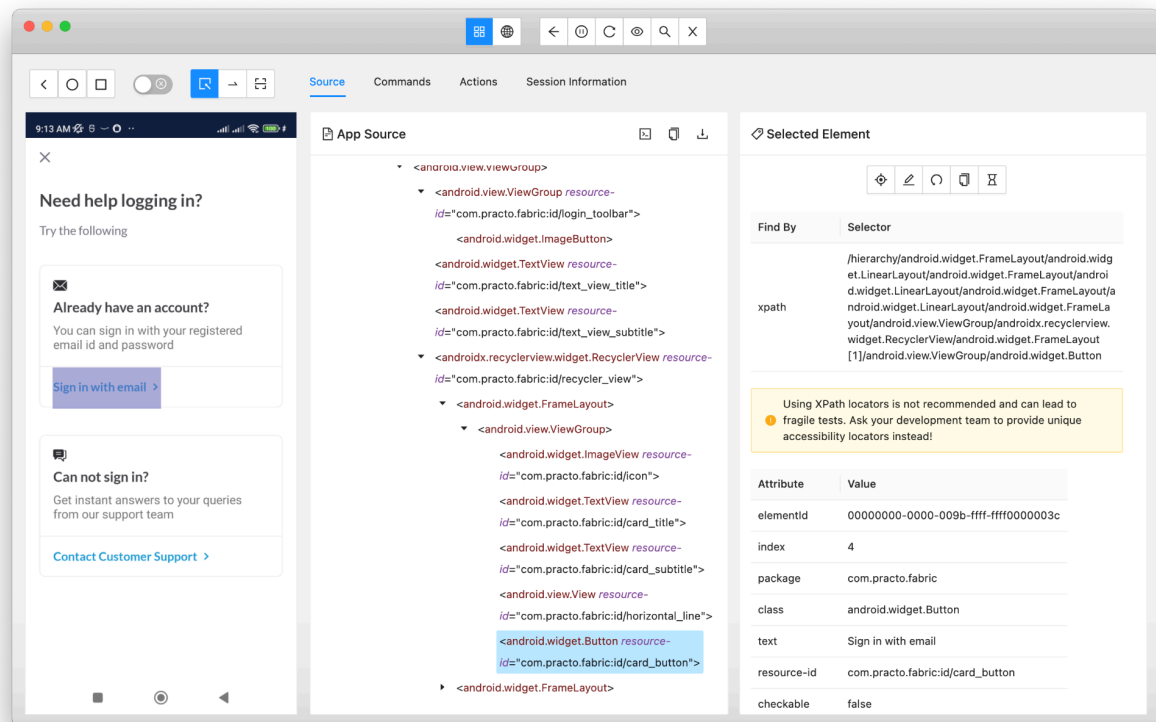 Source
Commands
Actions
Session Information
9:13 AM
100
Need help logging in?
Try the following
Already have an account?
You can sign in with your registered
email id and password
Sign in with email
Can not sign in?
Get instant answers to your queries
from our support team
Contact Customer Support
App Source
<android.view.ViewGroup>
<android.view.ViewGroup resource-
id="com.practo.fabric:id/login_toolbar">
<android.widget.ImageButton>
<android.widget.TextView resource-
id="com.practo.fabric:id/text_view_title">
<android.widget.TextView resource-
id="com.practo.fabric:id/text_view_subtitle">
<androidx.recyclerview.widget.RecyclerView resource-
id="com.practo.fabric:id/recycler_view">
<android.widget.FrameLayout>
<android.view.ViewGroup>
<android.widget.ImageView resource-
id="com.practo.fabric:id/icon">
<android.widget.TextView resource-
id="com.practo.fabric:id/card_title">
<android.widget.TextView resource-
id="com.practo.fabric:id/card_subtitle">
<android.view.View resource-
id="com.practo.fabric:id/horizontal_line">
<android.widget.Button resource-
id="com.practo.fabric:id/card_button">
<android.widget.FrameLayout>
Selected Element
Find By Selector
xpath
/hierarchy/android.widget.FrameLayout/android.widg
et.LinearLayout/android.widget.FrameLayout/androi
d.widget.LinearLayout/android.widget.FrameLayout/a
ndroid.widget.LinearLayout/android.widget.FrameLa
yout/android.view.ViewGroup/androidx.recyclerview.
widget.RecyclerView/android.widget.FrameLayout
[1]/android.view.ViewGroup/android.widget.Button
Using XPath locators is not recommended and can lead to
fragile tests. Ask your development team to provide unique
accessibility locators instead!
Attribute Value
elementId 00000000-0000-009b-ffff-ffff0000003c
index 4
package com.practo.fabric
class android.widget.Button
text Sign in with email
resource-id com.practo.fabric:id/card_button
checkable false